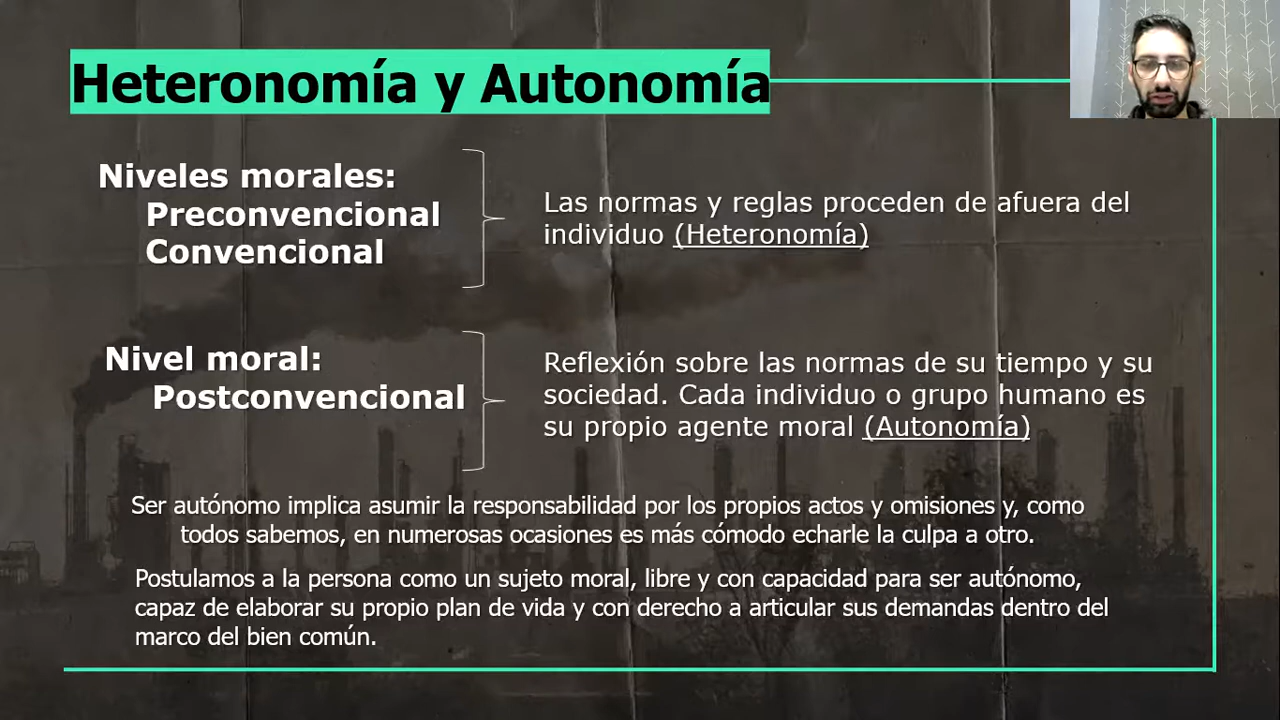 Heteronomía y Autonomía
Niveles morales:
Preconvencional
Convencional
Las normas y reglas proceden de afuera del
individuo (Heteronomía)
Nivel moral:
Postconvencional
Reflexión sobre las normas de su tiempo y su
sociedad. Cada individuo o grupo humano es
su propio agente moral (Autonomía)
Ser autónomo implica asumir la responsabilidad por los propios actos y omisiones y, como
todos sabemos, en numerosas ocasiones es más cómodo echarle la culpa a otro.
Postulamos a la persona como un sujeto moral, libre y con capacidad para ser autónomo,
capaz de elaborar su propio plan de vida y con derecho a articular sus demandas dentro del
marco del bien común.